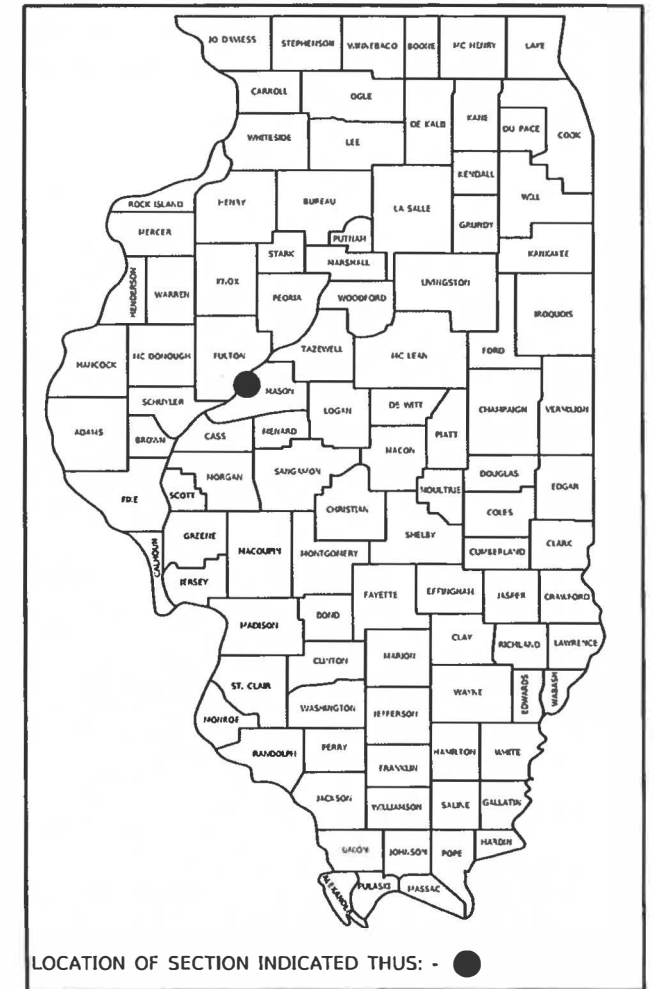 JO DAVIESS STEPHENSON WINNEBAGO BOONE MC HENRY LAKE
CARROLL OGLE DE KALB KANE DU PAGE COOK
WHITESIDE LEE
KENDALL WILL
ROCK ISLAND HENRY BUREAU LA SALLE GRUNDY
MERCER STARK PUTNAM KANKAKEE
HENDERSON WARREN KNOX PEORIA MARSHALL WOODFORD LIVINGSTON IROQUOIS
HANCOCK MC DONOUGH FULTON TAZEWELL MC LEAN FORD
SCHUYLER MASON LOGAN DE WITT CHAMPAIGN VERMILION
ADAMS BROWN CASS MENARD MACON PIATT
PIKE SCOTT MORGAN SANGAMON CHRISTIAN MOULTRIE DOUGLAS EDGAR
COLES
CALHOUN GREENE MACOUPIN MONTGOMERY SHELBY CUMBERLAND CLARK
JERSEY FAYETTE EFFINGHAM JASPER CRAWFORD
MADISON BOND
CLINTON MARION CLAY RICHLAND LAWRENCE
ST. CLAIR WASHINGTON JEFFERSON WAYNE EDWARDS WABASH
MONROE
RANDOLPH PERRY FRANKLIN HAMILTON WHITE
JACKSON WILLIAMSON SALINE GALLATIN
UNION JOHNSON POPE HARDIN
ALEXANDER PULASKI MASSAC
LOCATION OF SECTION INDICATED THUS: -